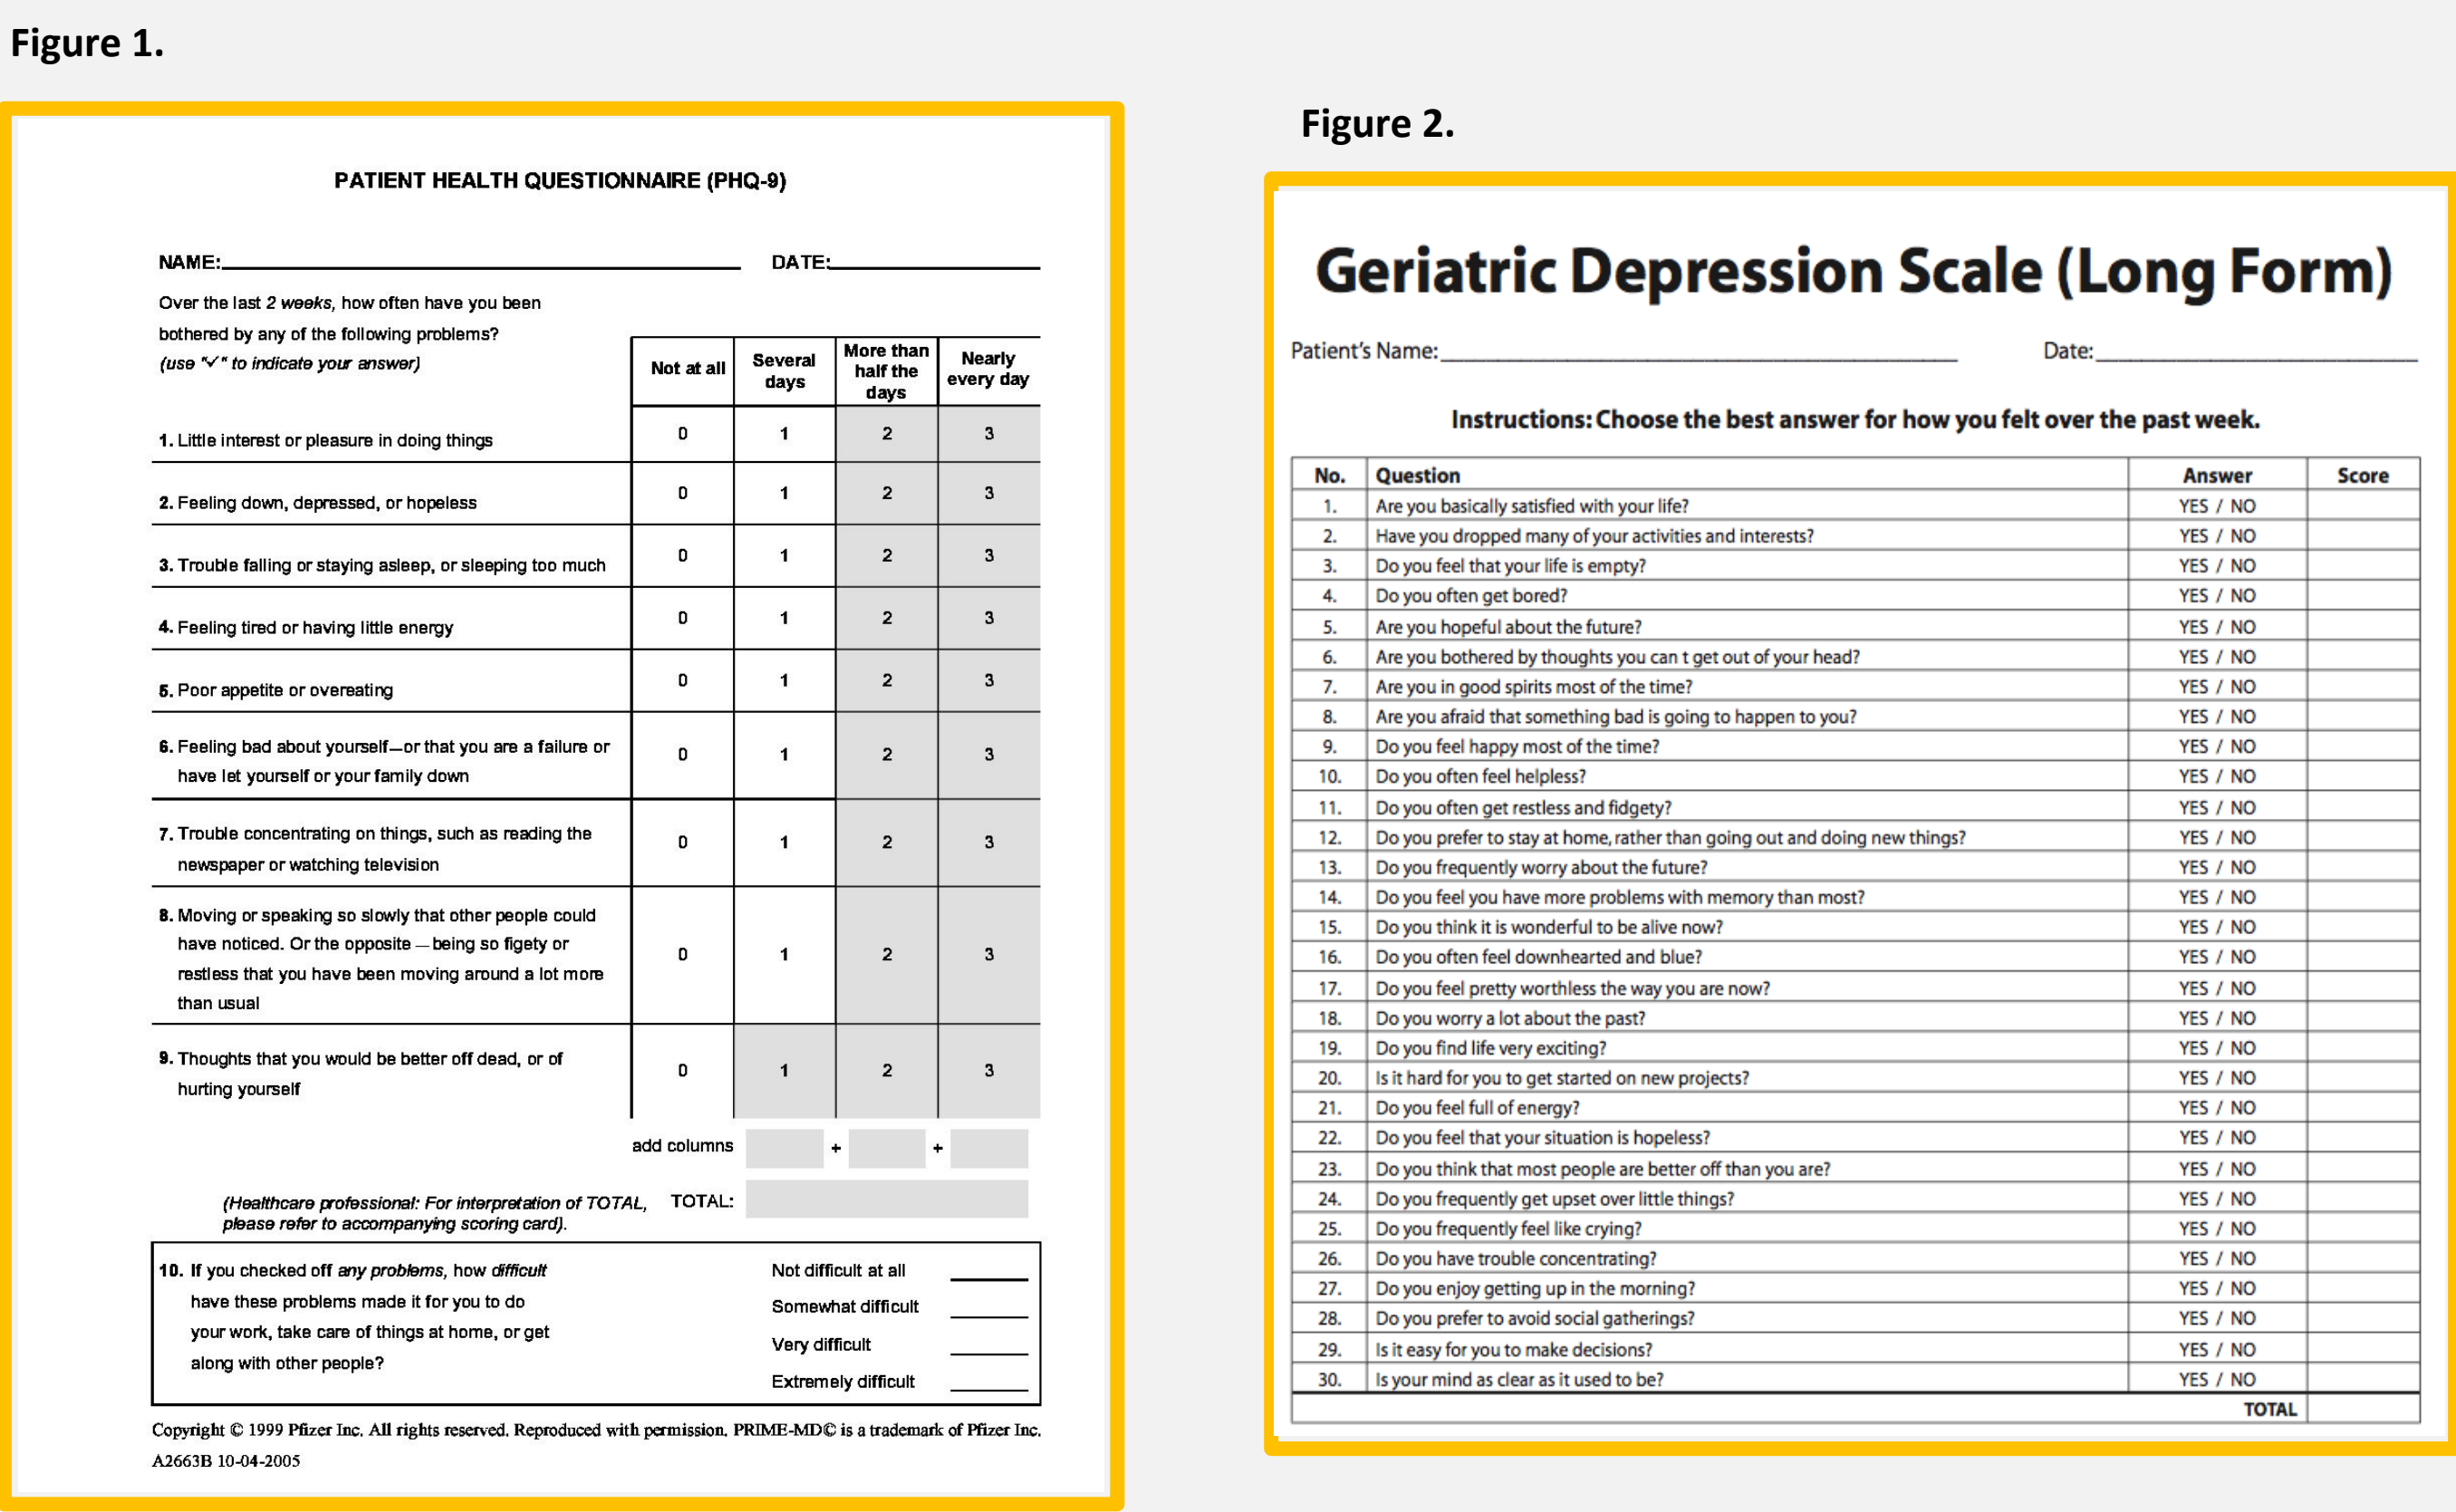 Figure 1.
PATIENT HEALTH QUESTIONNAIRE (PHQ-9)
NAME: DATE:
Over the last 2 weeks, how often have you been
bothered by any of the following problems?
(use "✓" to indicate your answer)
Not at all
Several
days
More than
half the
days
Nearly
every day
1. Little interest or pleasure in doing things 0 1 2 3
2. Feeling down, depressed, or hopeless 0 1 2 3
3. Trouble falling or staying asleep, or sleeping too much 0 1 2 3
4. Feeling tired or having little energy 0 1 2 3
5. Poor appetite or overeating 0 1 2 3
6. Feeling bad about yourself—or that you are a failure or
have let yourself or your family down 0 1 2 3
7. Trouble concentrating on things, such as reading the
newspaper or watching television 0 1 2 3
8. Moving or speaking so slowly that other people could
have noticed. Or the opposite — being so figety or
restless that you have been moving around a lot more
than usual 0 1 2 3
9. Thoughts that you would be better off dead, or of
hurting yourself 0 1 2 3
add columns + +
(Healthcare professional: For interpretation of TOTAL, TOTAL:
please refer to accompanying scoring card).
10. If you checked off any problems, how difficult
have these problems made it for you to do
your work, take care of things at home, or get
along with other people?
Not difficult at all
Somewhat difficult
Very difficult
Extremely difficult
Copyright © 1999 Pfizer Inc. All rights reserved. Reproduced with permission. PRIME-MD© is a trademark of Pfizer Inc.
A2663B 10-04-2005
Figure 2.
Geriatric Depression Scale (Long Form)
Patient's Name: Date:
Instructions: Choose the best answer for how you felt over the past week.
No. Question Answer Score
1. Are you basically satisfied with your life? YES / NO
2. Have you dropped many of your activities and interests? YES / NO
3. Do you feel that your life is empty? YES / NO
4. Do you often get bored? YES / NO
5. Are you hopeful about the future? YES / NO
6. Are you bothered by thoughts you can t get out of your head? YES / NO
7. Are you in good spirits most of the time? YES / NO
8. Are you afraid that something bad is going to happen to you? YES / NO
9. Do you feel happy most of the time? YES / NO
10. Do you often feel helpless? YES / NO
11. Do you often get restless and fidgety? YES / NO
12. Do you prefer to stay at home, rather than going out and doing new things? YES / NO
13. Do you frequently worry about the future? YES / NO
14. Do you feel you have more problems with memory than most? YES / NO
15. Do you think it is wonderful to be alive now? YES / NO
16. Do you often feel downhearted and blue? YES / NO
17. Do you feel pretty worthless the way you are now? YES / NO
18. Do you worry a lot about the past? YES / NO
19. Do you find life very exciting? YES / NO
20. Is it hard for you to get started on new projects? YES / NO
21. Do you feel full of energy? YES / NO
22. Do you feel that your situation is hopeless? YES / NO
23. Do you think that most people are better off than you are? YES / NO
24. Do you frequently get upset over little things? YES / NO
25. Do you frequently feel like crying? YES / NO
26. Do you have trouble concentrating? YES / NO
27. Do you enjoy getting up in the morning? YES / NO
28. Do you prefer to avoid social gatherings? YES / NO
29. Is it easy for you to make decisions? YES / NO
30. Is your mind as clear as it used to be? YES / NO
TOTAL